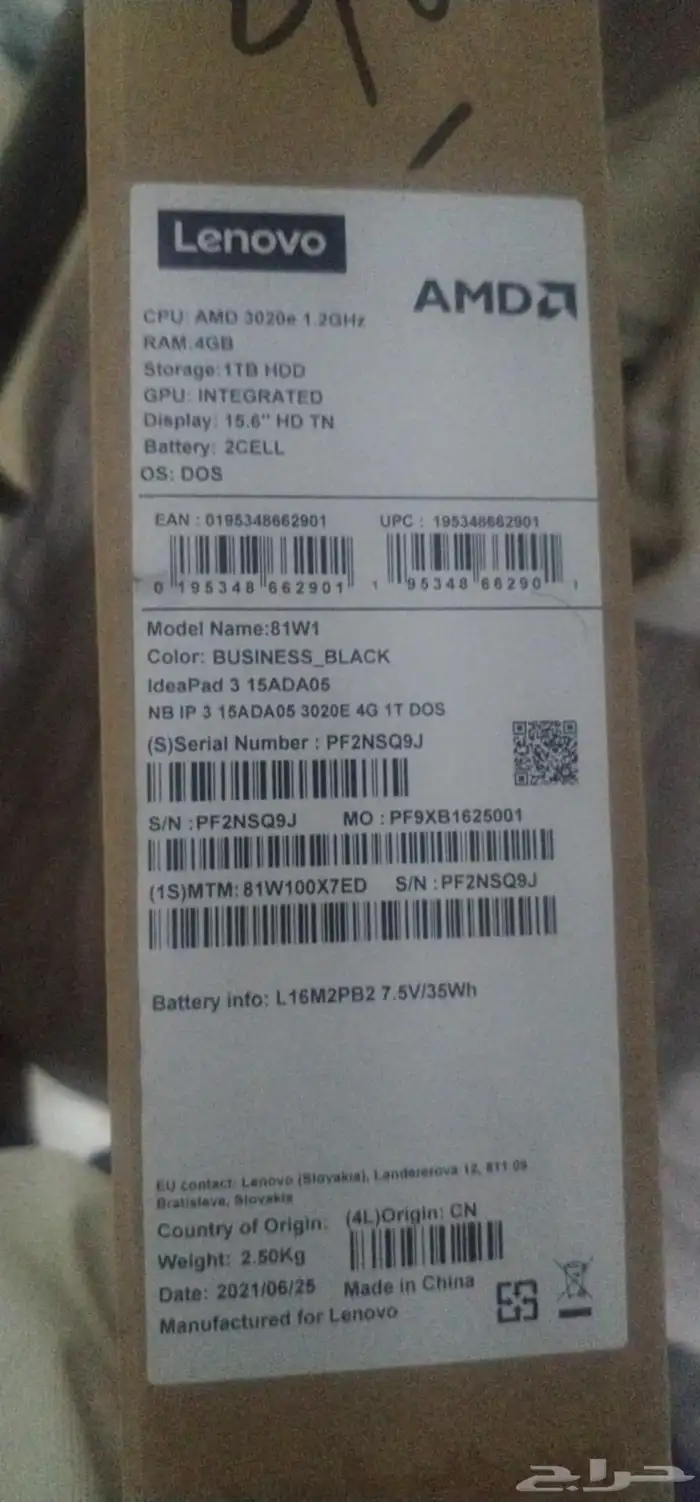 Lenovo
AMD
CPU: AMD 3020e 1.2GHz
RAM:4GB
Storage:1TB HDD
GPU: INTEGRATED
Display: 15.6" HD TN
Battery: 2CELL
OS: DOS
EAN : 0195348662901 UPC : 195348662901
0 195348 662901 1 95348 66290 1
Model Name:81W1
Color: BUSINESS_BLACK
IdeaPad 3 15ADA05
NB IP 3 15ADA05 3020E 4G 1T DOS
(S)Serial Number : PF2NSQ9J
S/N :PF2NSQ9J MO : PF9XB1625001
(1S)MTM: 81W100X7ED S/N : PF2NSQ9J
Battery info: L16M2PB2 7.5V/35Wh
EU contact: Lenovo (Slovakia), Landererova 12, 811 09
Bratislava, Slovakia
Country of Origin: (4L)Origin: CN
Weight: 2.50Kg
Date: 2021/06/25 Made in China
Manufactured for Lenovo
حراج